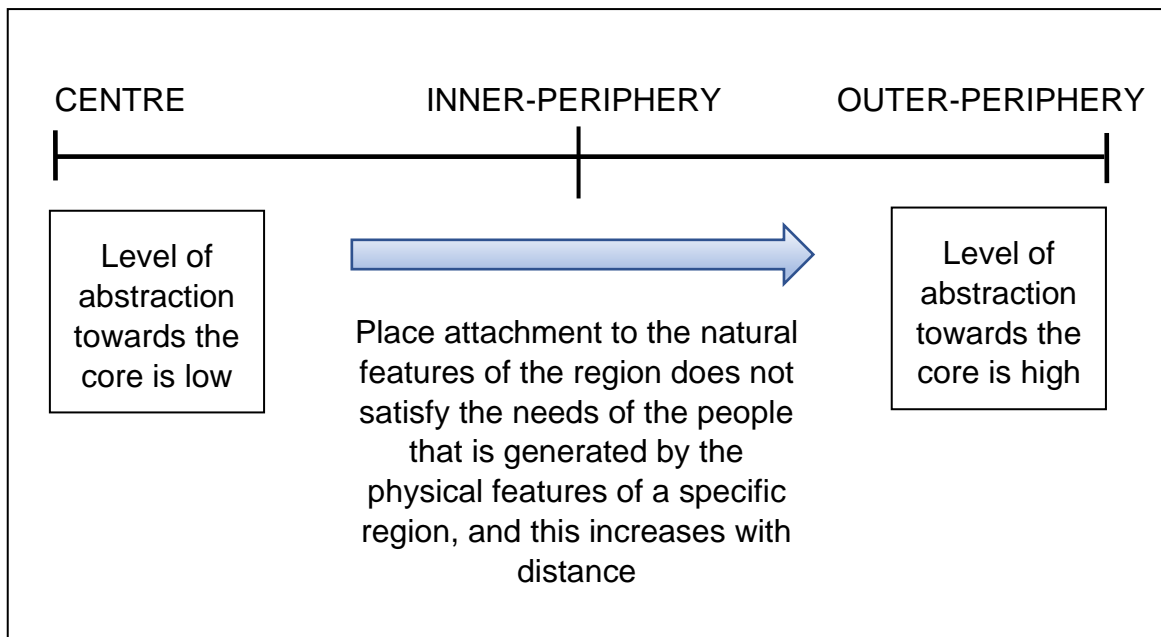 CENTRE INNER-PERIPHERY OUTER-PERIPHERY
Level of
abstraction
towards the
core is low
Place attachment to the natural
features of the region does not
satisfy the needs of the people
that is generated by the
physical features of a specific
region, and this increases with
distance
Level of
abstraction
towards the
core is high